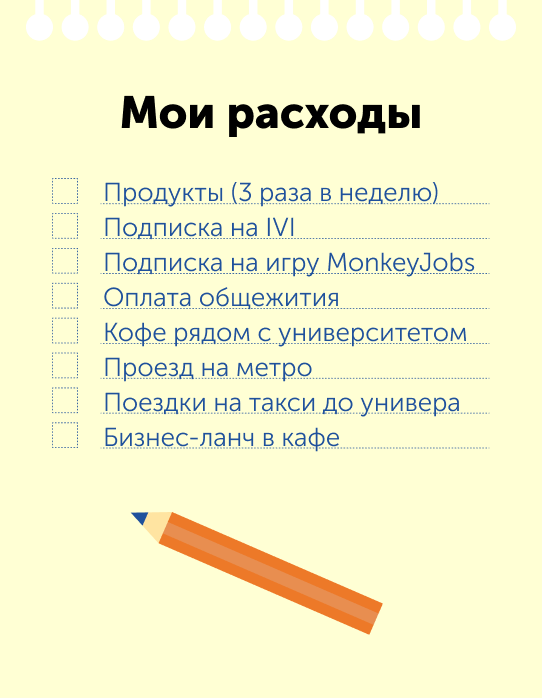 Мои расходы
Продукты (3 раза в неделю)
Подписка на IVI
Подписка на игру MonkeyJobs
Оплата общежития
Кофе рядом с университетом
Проезд на метро
Поездки на такси до универа
Бизнес-ланч в кафе